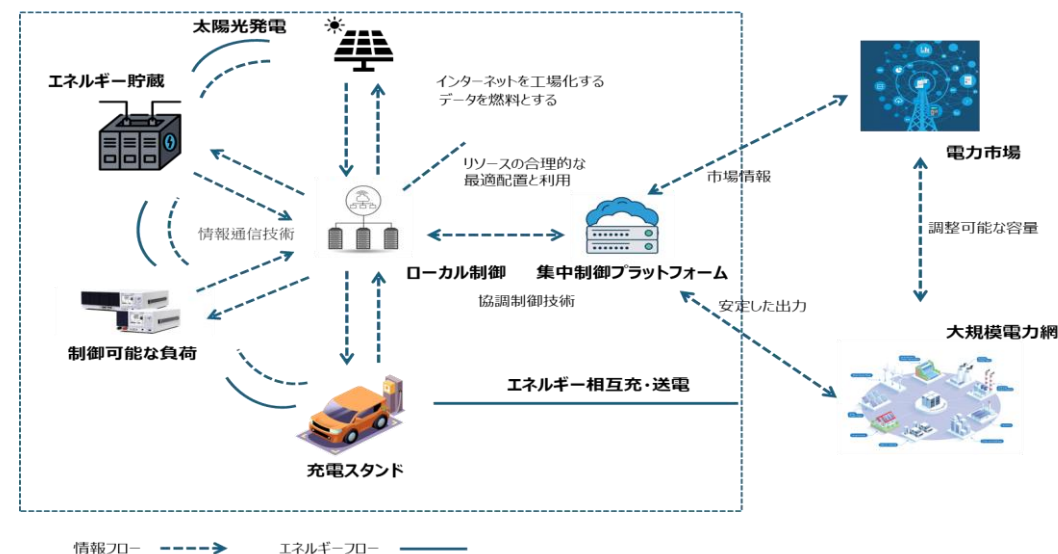 太陽光発電
エネルギー貯蔵
インターネットを工場化する
データを燃料とする
リソースの合理的な
最適配置と利用
電力市場
市場情報
情報通信技術
調整可能な容量
ローカル制御
集中制御プラットフォーム
協調制御技術
安定した出力
大規模電力網
制御可能な負荷
エネルギー相互充・送電
充電スタンド
情報フロー
エネルギーフロー